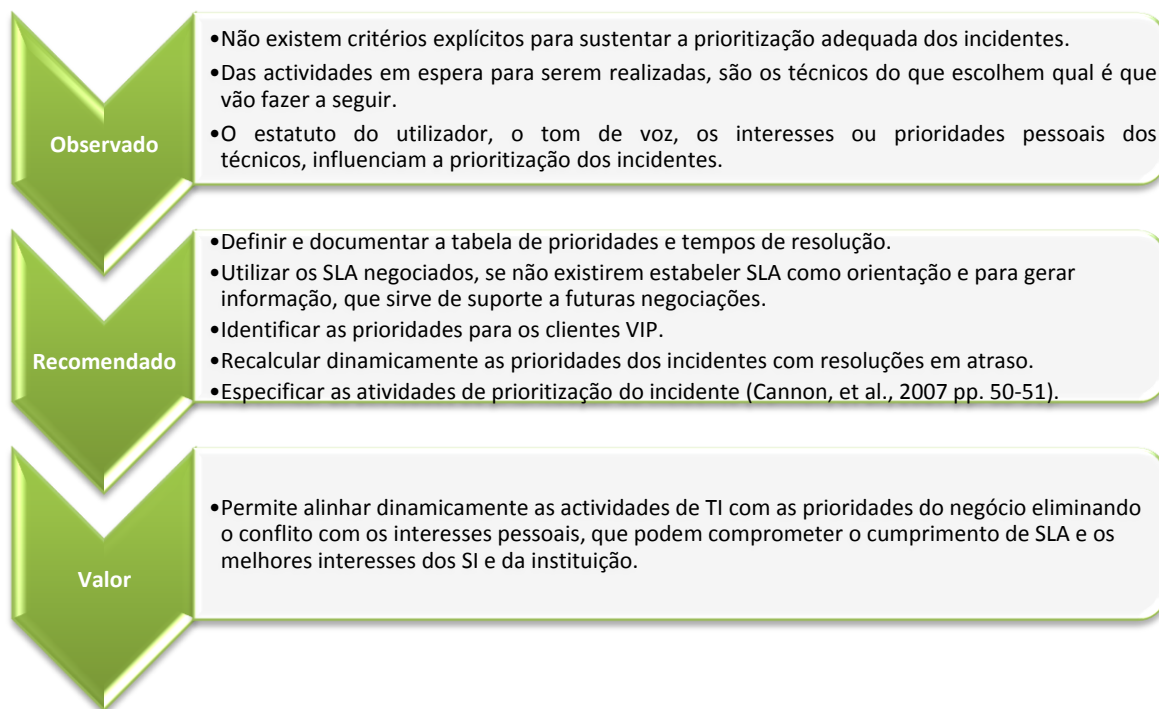 Observado
•Não existem critérios explícitos para sustentar a prioritização adequada dos incidentes.
•Das actividades em espera para serem realizadas, são os técnicos do que escolhem qual é que
vão fazer a seguir.
•O estatuto do utilizador, o tom de voz, os interesses ou prioridades pessoais dos
técnicos, influenciam a prioritização dos incidentes.
Recomendado
•Definir e documentar a tabela de prioridades e tempos de resolução.
•Utilizar os SLA negociados, se não existirem estabeler SLA como orientação e para gerar
informação, que sirve de suporte a futuras negociações.
•Identificar as prioridades para os clientes VIP.
•Recalcular dinamicamente as prioridades dos incidentes com resoluções em atraso.
•Especificar as atividades de prioritização do incidente (Cannon, et al., 2007 pp. 50-51).
Valor
•Permite alinhar dinamicamente as actividades de TI com as prioridades do negócio eliminando
o conflito com os interesses pessoais, que podem comprometer o cumprimento de SLA e os
melhores interesses dos SI e da instituição.